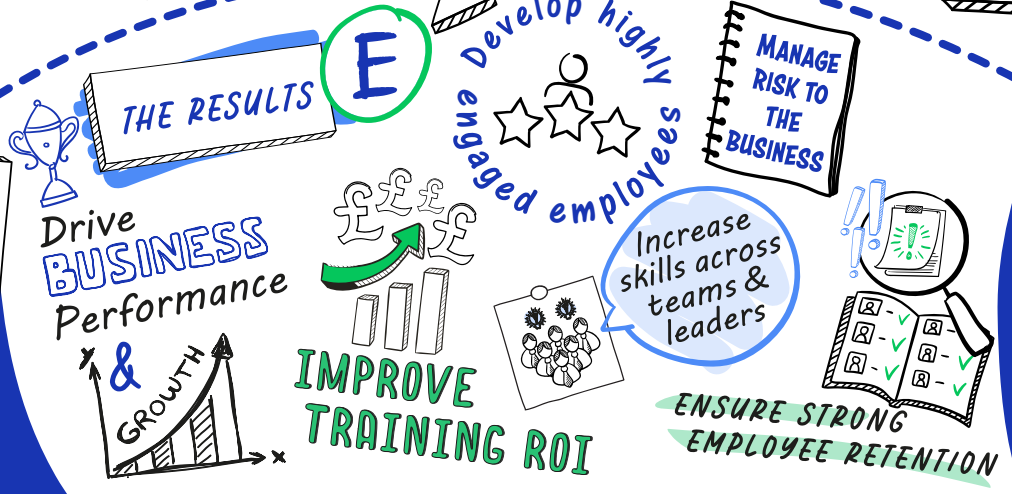 THE RESULTS
E
Develop highly
engaged employees
MANAGE
RISK TO
THE
BUSINESS
Drive
BUSINESS
Performance
&
GROWTH
y
x
£ £ £ £
IMPROVE
TRAINING ROI
Increase
skills across
teams &
leaders
!!
!!
!
ENSURE STRONG
EMPLOYEE RETENTION